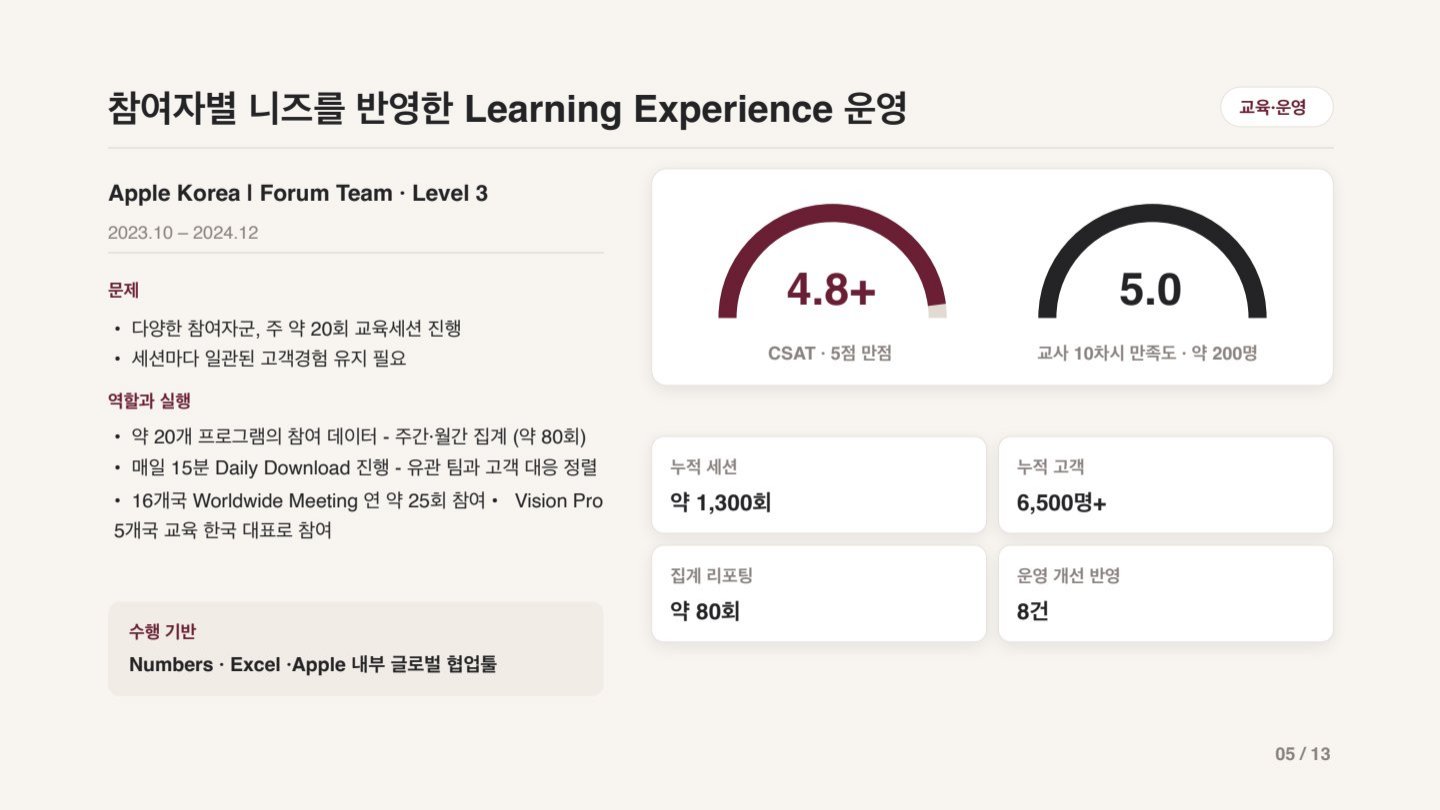 참여자별 니즈를 반영한 Learning Experience 운영
교육·운영
Apple Korea | Forum Team · Level 3
2023.10 – 2024.12
문제
• 다양한 참여자군, 주 약 20회 교육세션 진행
• 세션마다 일관된 고객경험 유지 필요
역할과 실행
• 약 20개 프로그램의 참여 데이터 - 주간·월간 집계 (약 80회)
• 매일 15분 Daily Download 진행 - 유관 팀과 고객 대응 정렬
• 16개국 Worldwide Meeting 연 약 25회 참여 • Vision Pro
5개국 교육 한국 대표로 참여
수행 기반
Numbers · Excel ·Apple 내부 글로벌 협업툴
4.8+
CSAT · 5점 만점
5.0
교사 10차시 만족도 · 약 200명
누적 세션
약 1,300회
누적 고객
6,500명+
집계 리포팅
약 80회
운영 개선 반영
8건
05 / 13